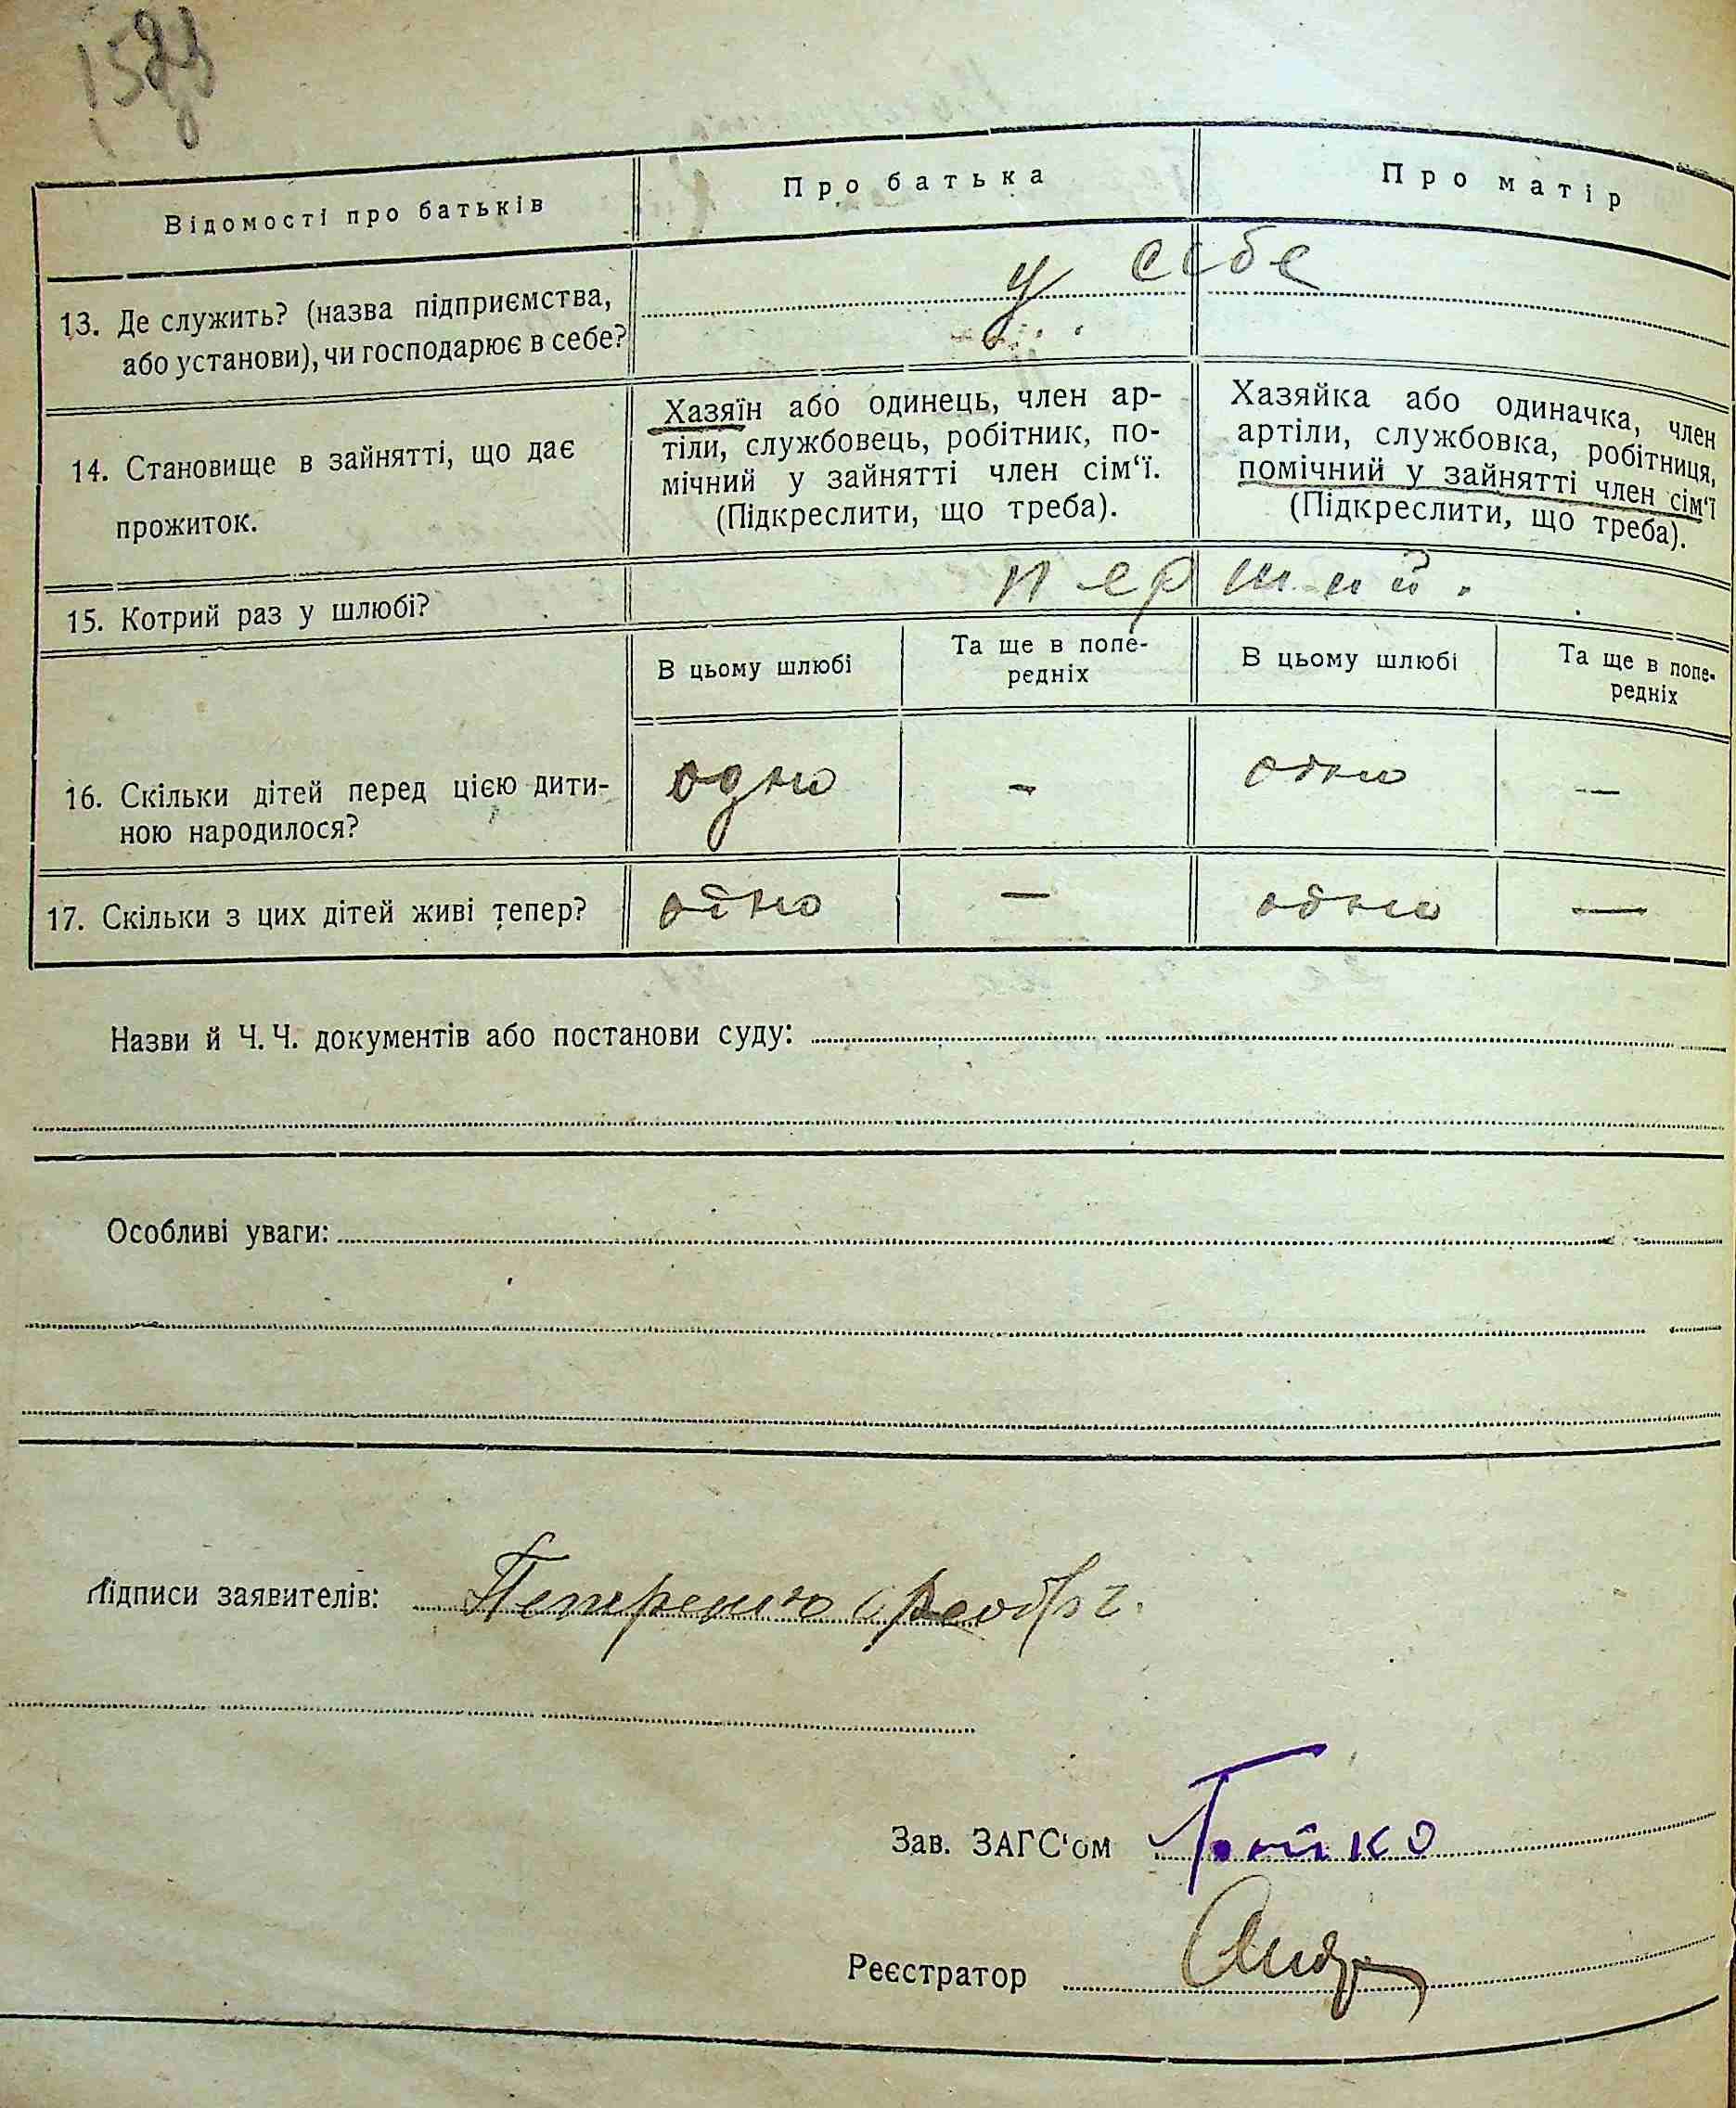 Відомості про батьків
Про батька
Про матір
13. Де служить? (назва підприємства,
або установи), чи господарює в себе?
у себе
14. Становище в зайнятті, що дає
прожиток.
Хазяїн або одинець, член ар-
тіли, службовець, робітник, по-
мічний у зайнятті член сім‘ї.
(Підкреслити, що треба).
Хазяйка або одиначка, член
артіли, службовка, робітниця,
помічний у зайнятті член сім‘ї
(Підкреслити, що треба).
15. Котрий раз у шлюбі?
перший.
В цьому шлюбі
Та ще в попе-
редніх
В цьому шлюбі
Та ще в попе-
редніх
16. Скільки дітей перед цією дити-
ною народилося?
одно
-
одно
—
17. Скільки з цих дітей живі тепер?
одно
—
одно
—
Назви й Ч. Ч. документів або постанови суду:
Особливі уваги:
Підписи заявителів:
Зав. ЗАГС‘ом Бойко
Реєстратор